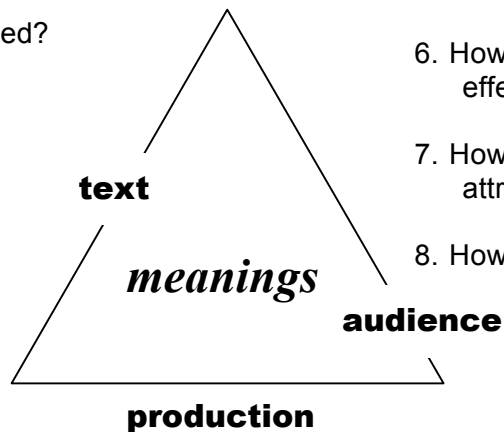 ed?
6. How
effe
7. How
attr
8. How
text
meanings
audience
production